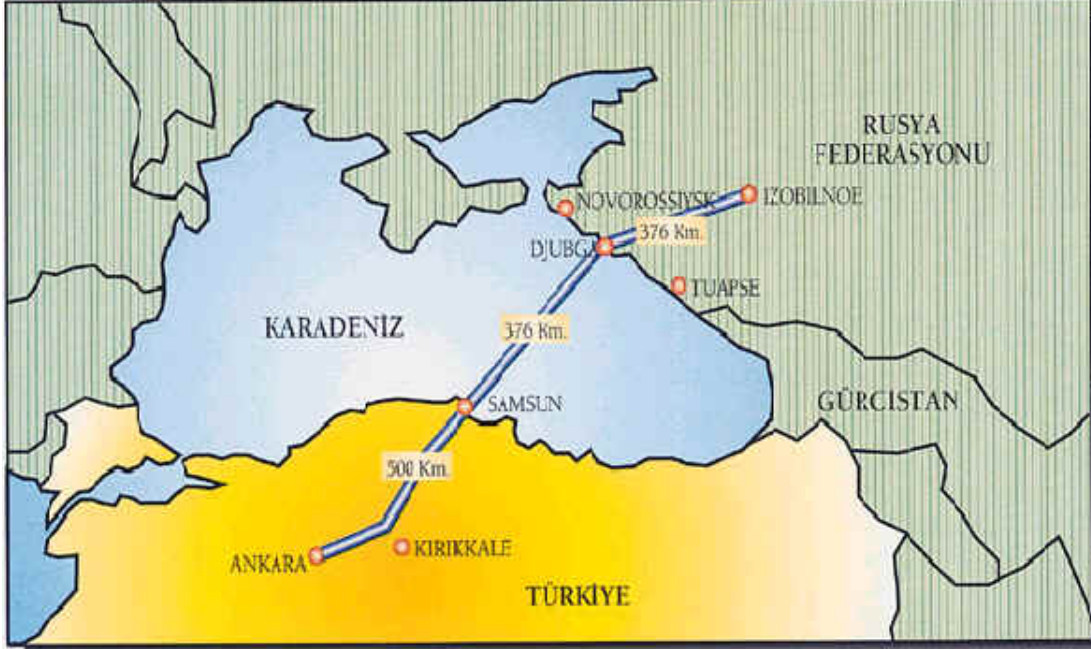 RUSYA
FEDERASYONU
NOVOROSSIYSK
IZOBILNOE
376 Km.
DJUBGA
TUAPSE
KARADENİZ
376 Km.
GÜRCİSTAN
SAMSUN
500 Km.
ANKARA
KIRIKKALE
TÜRKİYE